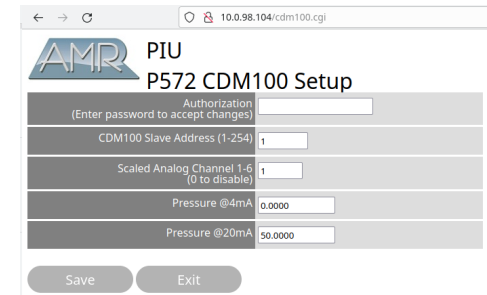 10.0.98.104/cdm100.cgi
AMR PIU
P572 CDM100 Setup
Authorization
(Enter password to accept changes)
CDM100 Slave Address (1-254) 1
Scaled Analog Channel 1-6
(0 to disable) 1
Pressure @4mA 0.0000
Pressure @20mA 50.0000
Save Exit